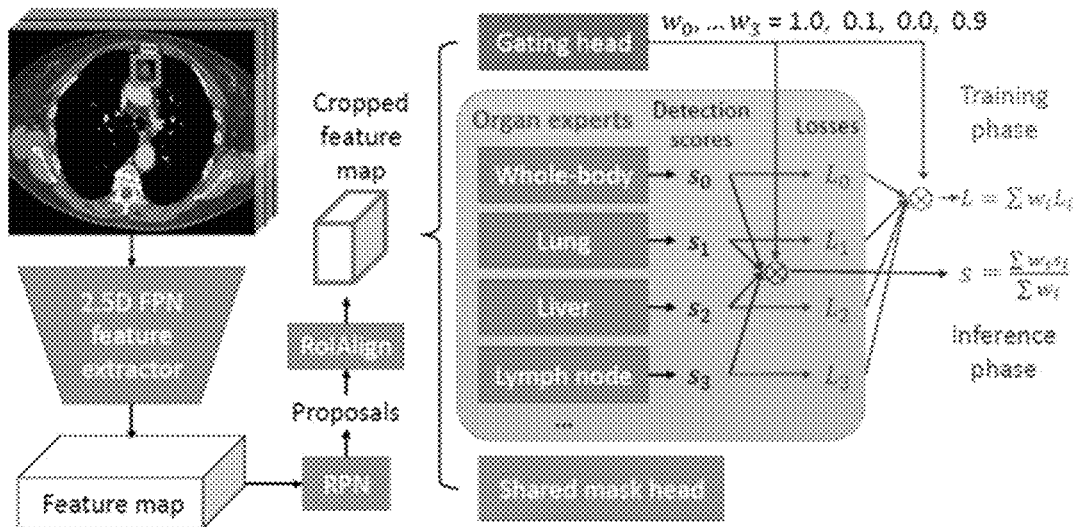 Gating head
w₀, ... w₃ = 1.0, 0.1, 0.0, 0.9
Cropped
feature
map
Organ experts
Detection
scores
Losses
Training
phase
Whole-body
s₀
L₀
L = ∑ wᵢLᵢ
Lung
s₁
L₁
s = ∑ wᵢsᵢ / ∑ wᵢ
2.5D FPN
feature
extractor
Liver
s₂
L₂
Inference
phase
RoIAlign
Lymph node
s₃
L₃
...
Proposals
RPN
Feature map
Shared mask head